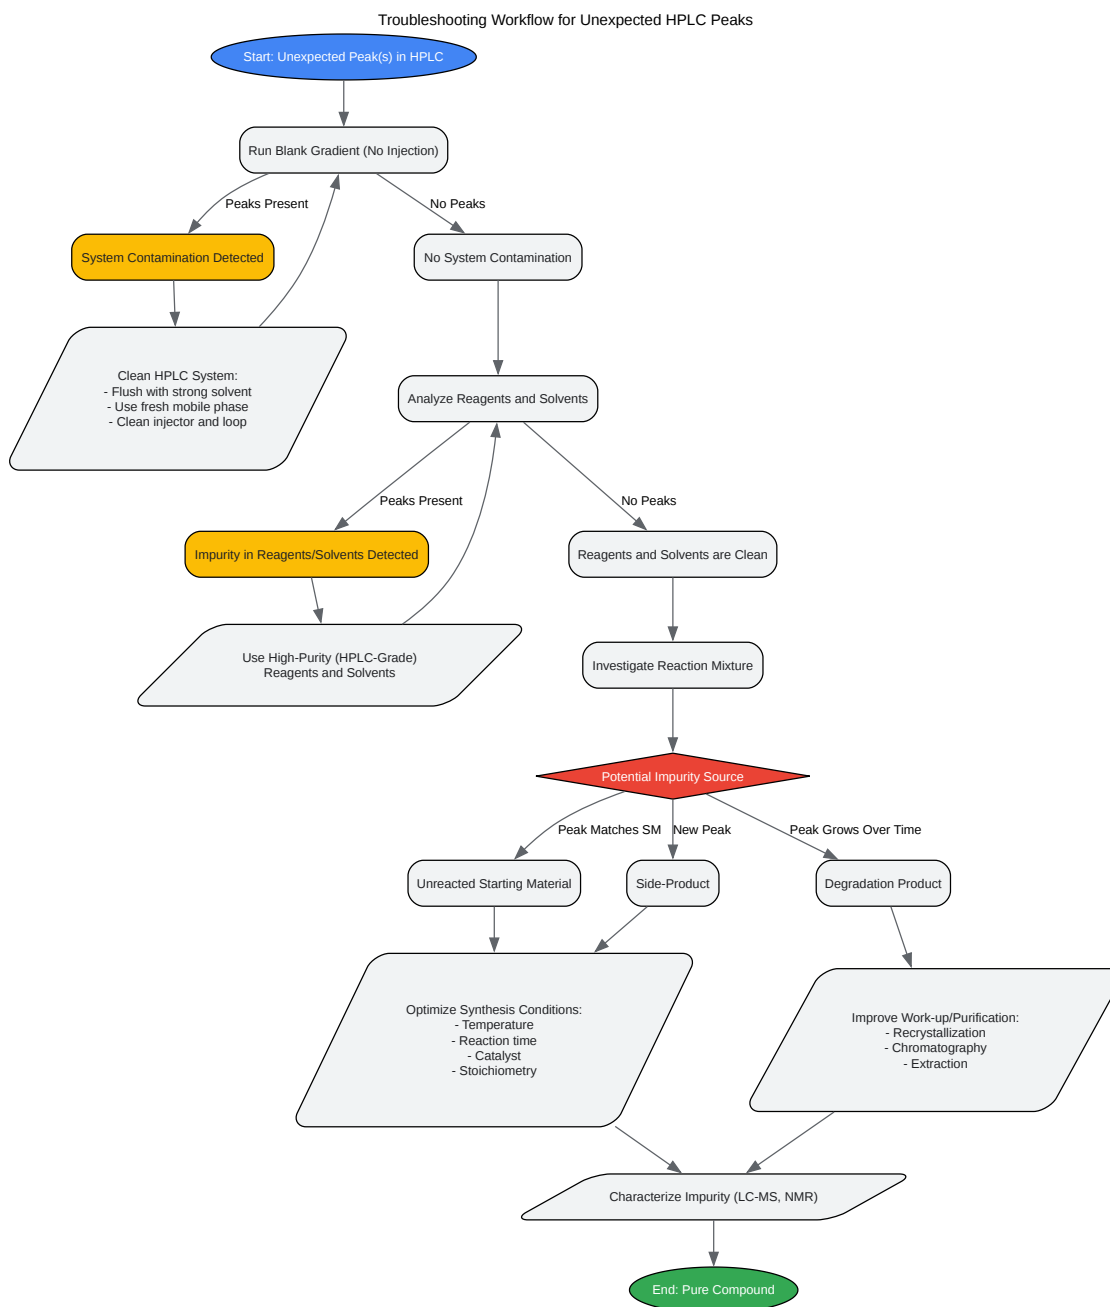 Troubleshooting Workflow for Unexpected HPLC Peaks
Start: Unexpected Peak(s) in HPLC
Run Blank Gradient (No Injection)
Peaks Present
No Peaks
System Contamination Detected
No System Contamination
Clean HPLC System:
- Flush with strong solvent
- Use fresh mobile phase
- Clean injector and loop
Analyze Reagents and Solvents
Peaks Present
No Peaks
Impurity in Reagents/Solvents Detected
Reagents and Solvents are Clean
Use High-Purity (HPLC-Grade)
Reagents and Solvents
Investigate Reaction Mixture
Potential Impurity Source
Peak Matches SM
New Peak
Peak Grows Over Time
Unreacted Starting Material
Side-Product
Degradation Product
Optimize Synthesis Conditions:
- Temperature
- Reaction time
- Catalyst
- Stoichiometry
Improve Work-up/Purification:
- Recrystallization
- Chromatography
- Extraction
Characterize Impurity (LC-MS, NMR)
End: Pure Compound